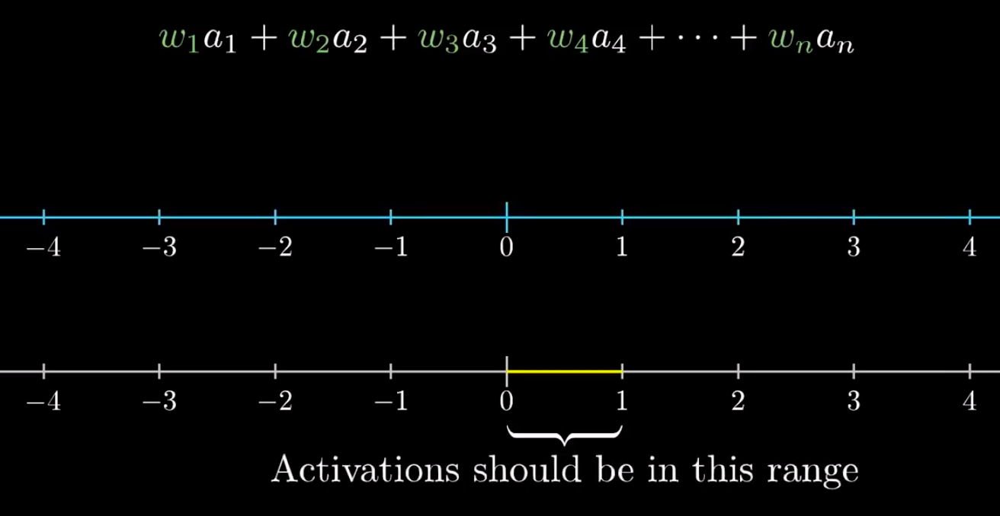 w₁a₁ + w₂a₂ + w₃a₃ + w₄a₄ + ··· + wₙaₙ
−4 −3 −2 −1 0 1 2 3 4
−4 −3 −2 −1 0 1 2 3 4
Activations should be in this range